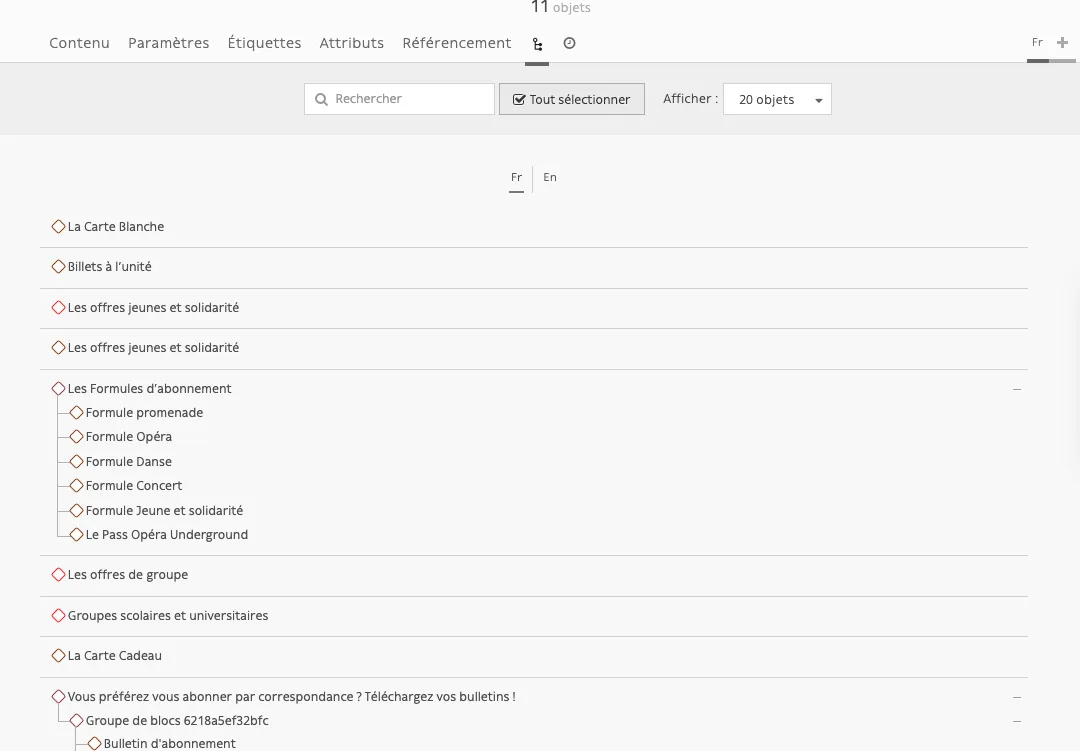 11 objets
Contenu Paramètres Étiquettes Attributs Référencement Fr
Rechercher Tout sélectionner Afficher : 20 objets
Fr En
La Carte Blanche
Billets à l’unité
Les offres jeunes et solidarité
Les offres jeunes et solidarité
Les Formules d’abonnement
Formule promenade
Formule Opéra
Formule Danse
Formule Concert
Formule Jeune et solidarité
Le Pass Opéra Underground
Les offres de groupe
Groupes scolaires et universitaires
La Carte Cadeau
Vous préférez vous abonner par correspondance ? Téléchargez vos bulletins !
Groupe de blocs 6218a5ef32bfc
Bulletin d'abonnement